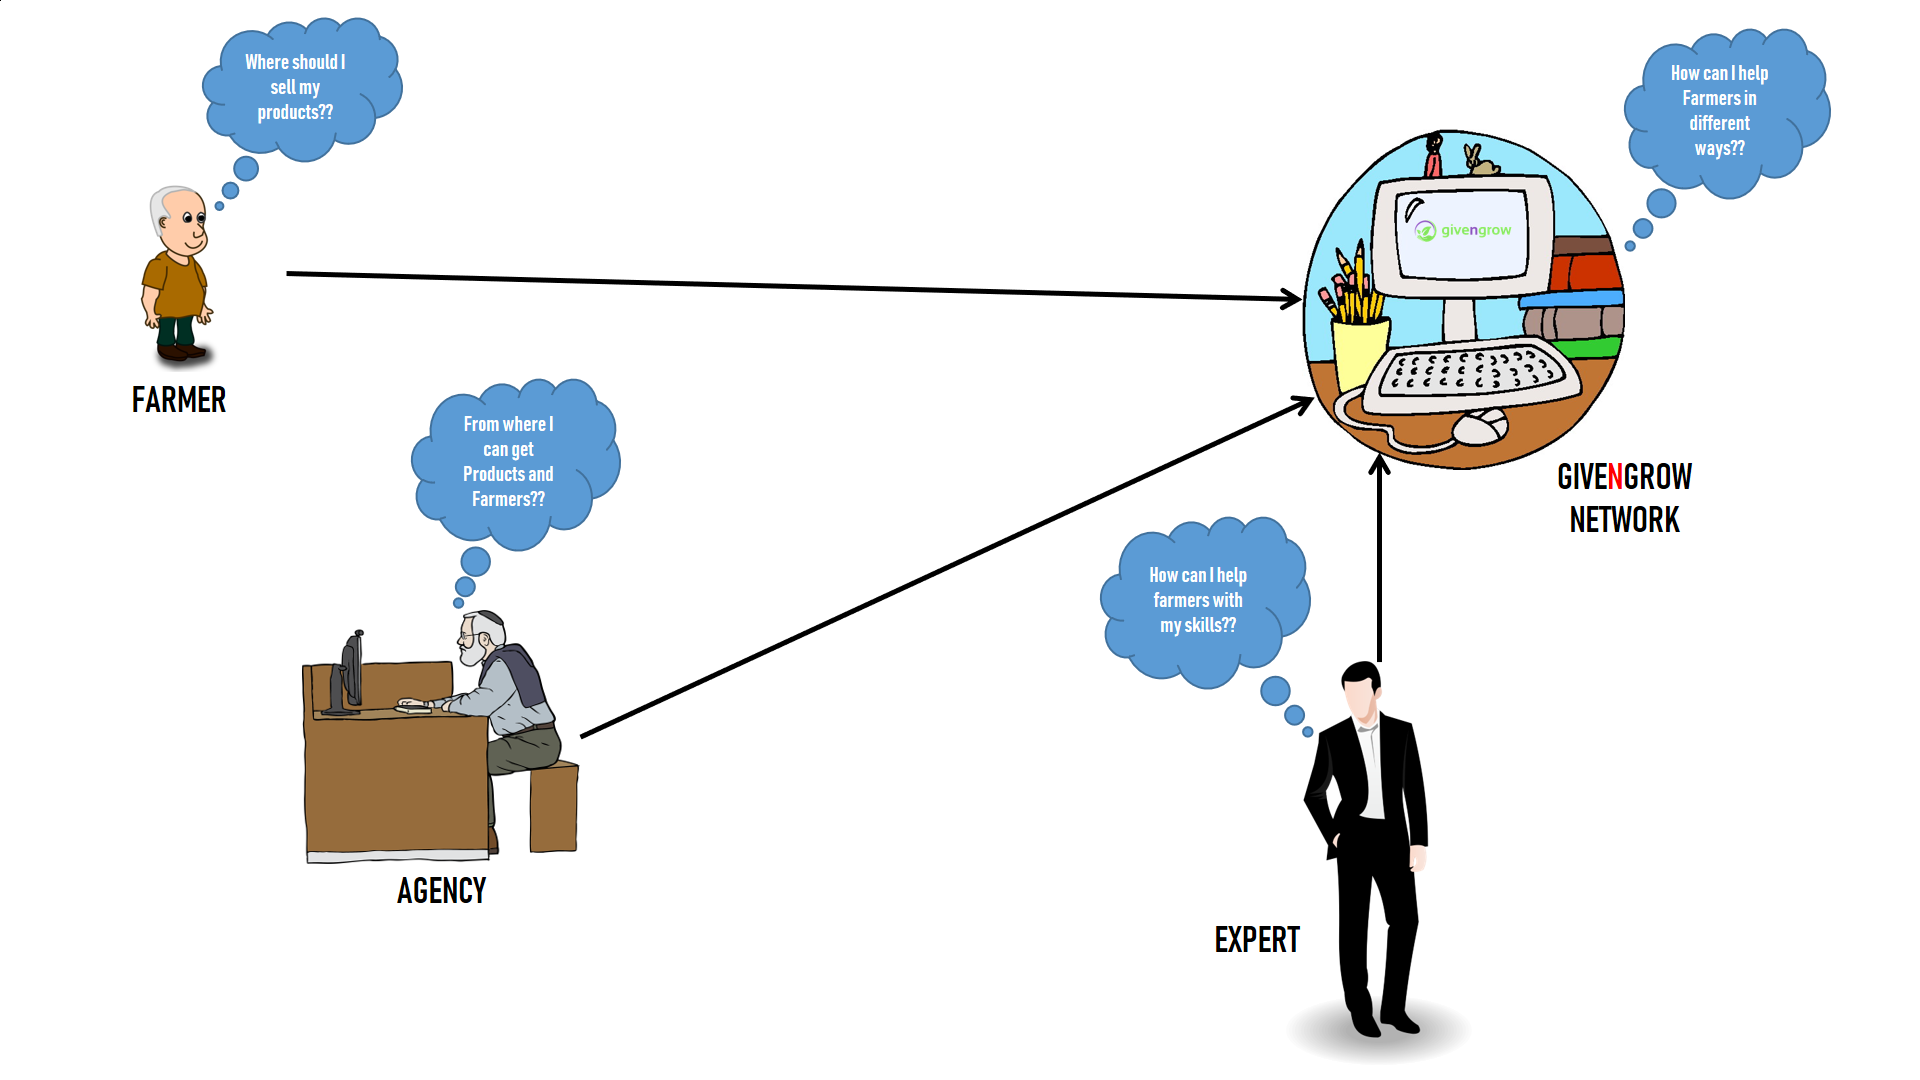 Where should I
sell my
products??
FARMER
How can I help
Farmers in
different
ways??
givengrow
GIVENGROW
NETWORK
From where I
can get
Products and
Farmers??
AGENCY
How can I help
farmers with
my skills??
EXPERT